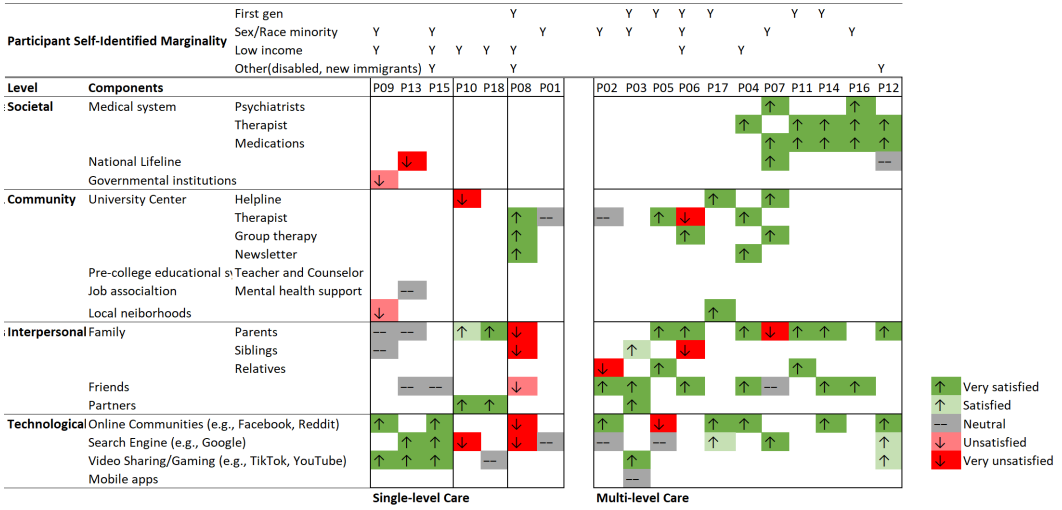 First gen Y Y Y Y Y Y Y
Participant Self-Identified Marginality Sex/Race minority Y Y Y Y Y Y Y Y
Low income Y Y Y Y Y Y Y
Other(disabled, new immigrants) Y Y Y
Level Components P09 P13 P15 P10 P18 P08 P01 P02 P03 P05 P06 P17 P04 P07 P11 P14 P16 P12
Societal Medical system Psychiatrists ↑ ↑
Therapist ↑ ↑ ↑ ↑ ↑
Medications ↑ ↑ ↑ ↑ ↑
National Lifeline ↓ ↑ --
Governmental institutions ↓
Community University Center Helpline ↓ ↑ ↑
Therapist ↑ -- -- ↑ ↓ ↑
Group therapy ↑ ↑ ↑
Newsletter ↑ ↑
Pre-college educational sy Teacher and Counselor
Job associaltion Mental health support --
Local neiborhoods ↓ ↑
Interpersonal Family Parents -- -- ↑ ↑ ↓ ↑ ↑ ↑ ↓ ↑ ↑ ↑
Siblings -- ↓ ↑ ↓
Relatives ↓ ↑ ↑
Friends -- -- ↓ ↑ ↑ ↑ ↑ -- ↑ ↑
Partners ↑ ↑ ↑
Technological Online Communities (e.g., Facebook, Reddit) ↑ ↑ ↓ ↑ ↓ ↑ ↑ ↑ ↑
Search Engine (e.g., Google) ↑ ↑ ↓ ↓ -- -- -- ↑ ↑ ↑
Video Sharing/Gaming (e.g., TikTok, YouTube) ↑ ↑ ↑ -- ↑ ↑
Mobile apps --
Single-level Care Multi-level Care
↑ Very satisfied
↑ Satisfied
-- Neutral
↓ Unsatisfied
↓ Very unsatisfied